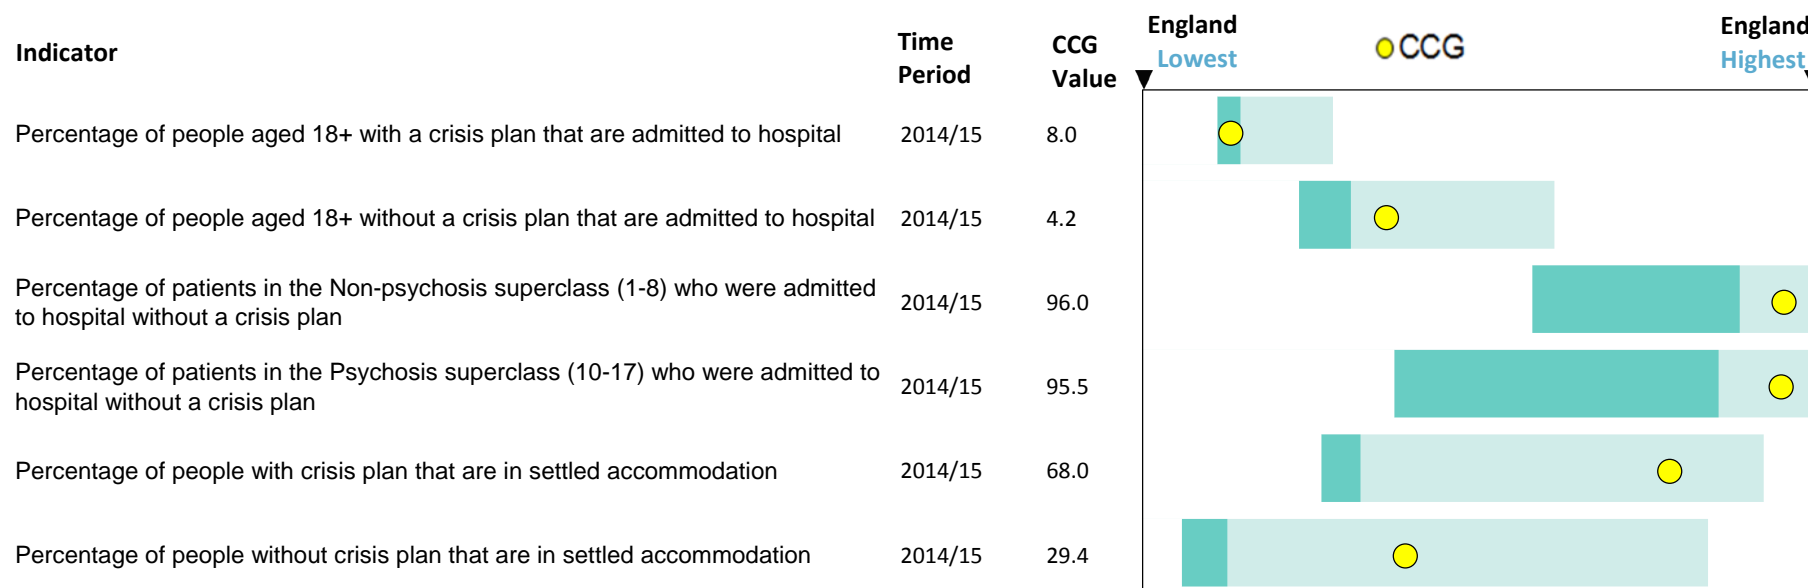 Indicator
Time
Period
CCG
Value
England
Lowest
CCG
England
Highest
Percentage of people aged 18+ with a crisis plan that are admitted to hospital 2014/15 8.0
Percentage of people aged 18+ without a crisis plan that are admitted to hospital 2014/15 4.2
Percentage of patients in the Non-psychosis superclass (1-8) who were admitted
to hospital without a crisis plan
2014/15 96.0
Percentage of patients in the Psychosis superclass (10-17) who were admitted to
hospital without a crisis plan
2014/15 95.5
Percentage of people with crisis plan that are in settled accommodation 2014/15 68.0
Percentage of people without crisis plan that are in settled accommodation 2014/15 29.4